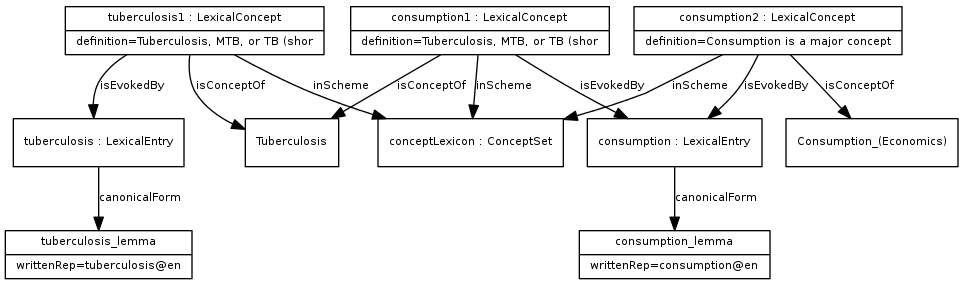 tuberculosis1 : LexicalConcept
definition=Tuberculosis, MTB, or TB (shor
consumption1 : LexicalConcept
definition=Tuberculosis, MTB, or TB (shor
consumption2 : LexicalConcept
definition=Consumption is a major concept
isEvokedBy
isConceptOf
inScheme
isConceptOf
inScheme
isEvokedBy
inScheme
isEvokedBy
isConceptOf
tuberculosis : LexicalEntry
Tuberculosis
conceptLexicon : ConceptSet
consumption : LexicalEntry
Consumption_(Economics)
canonicalForm
canonicalForm
tuberculosis_lemma
writtenRep=tuberculosis@en
consumption_lemma
writtenRep=consumption@en